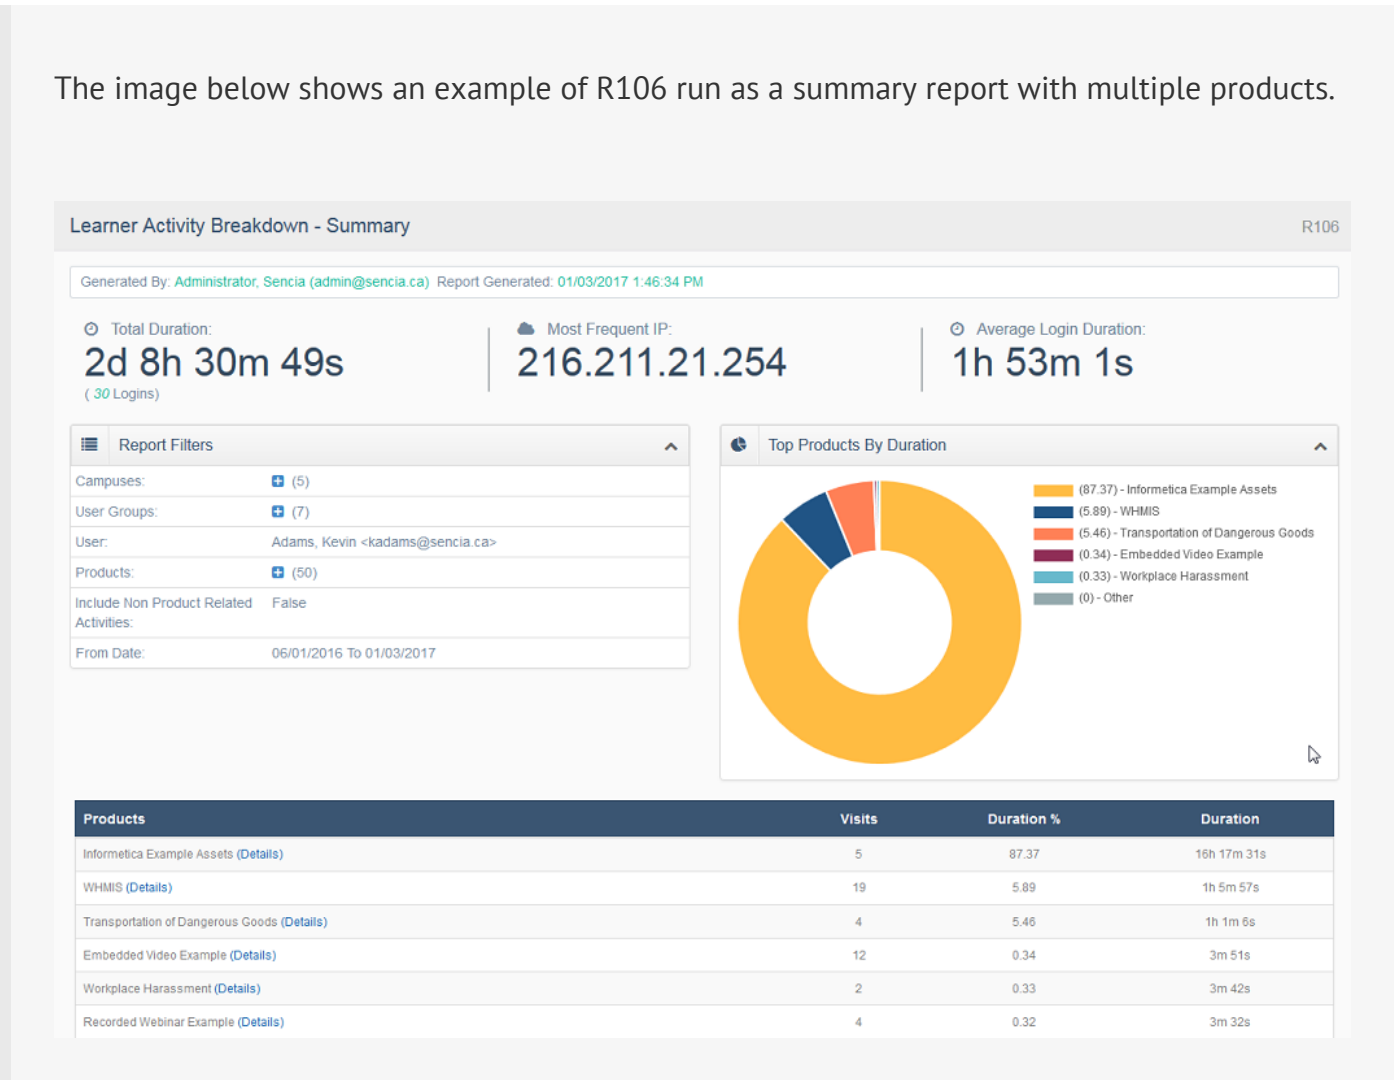 The image below shows an example of R106 run as a summary report with multiple products.
Learner Activity Breakdown - Summary R106
Generated By: Administrator, Sencia (admin@sencia.ca) Report Generated: 01/03/2017 1:46:34 PM
Total Duration: Most Frequent IP: Average Login Duration:
2d 8h 30m 49s 216.211.21.254 1h 53m 1s
( 30 Logins)
Report Filters
Campuses: (5)
User Groups: (7)
User: Adams, Kevin <kadams@sencia.ca>
Products: (50)
Include Non Product Related Activities: False
From Date: 06/01/2016 To 01/03/2017
Top Products By Duration
(87.37) - Informetica Example Assets
(5.89) - WHMIS
(5.46) - Transportation of Dangerous Goods
(0.34) - Embedded Video Example
(0.33) - Workplace Harassment
(0) - Other
Products Visits Duration % Duration
Informetica Example Assets (Details) 5 87.37 16h 17m 31s
WHMIS (Details) 19 5.89 1h 5m 57s
Transportation of Dangerous Goods (Details) 4 5.46 1h 1m 6s
Embedded Video Example (Details) 12 0.34 3m 51s
Workplace Harassment (Details) 2 0.33 3m 42s
Recorded Webinar Example (Details) 4 0.32 3m 32s